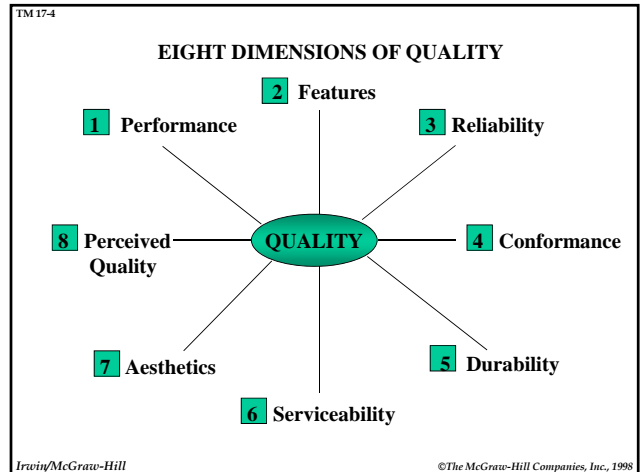 TM 17-4
EIGHT DIMENSIONS OF QUALITY
2 Features
1 Performance
3 Reliability
8 Perceived
Quality
QUALITY
4 Conformance
7 Aesthetics
5 Durability
6 Serviceability
Irwin/McGraw-Hill
©The McGraw-Hill Companies, Inc., 1998